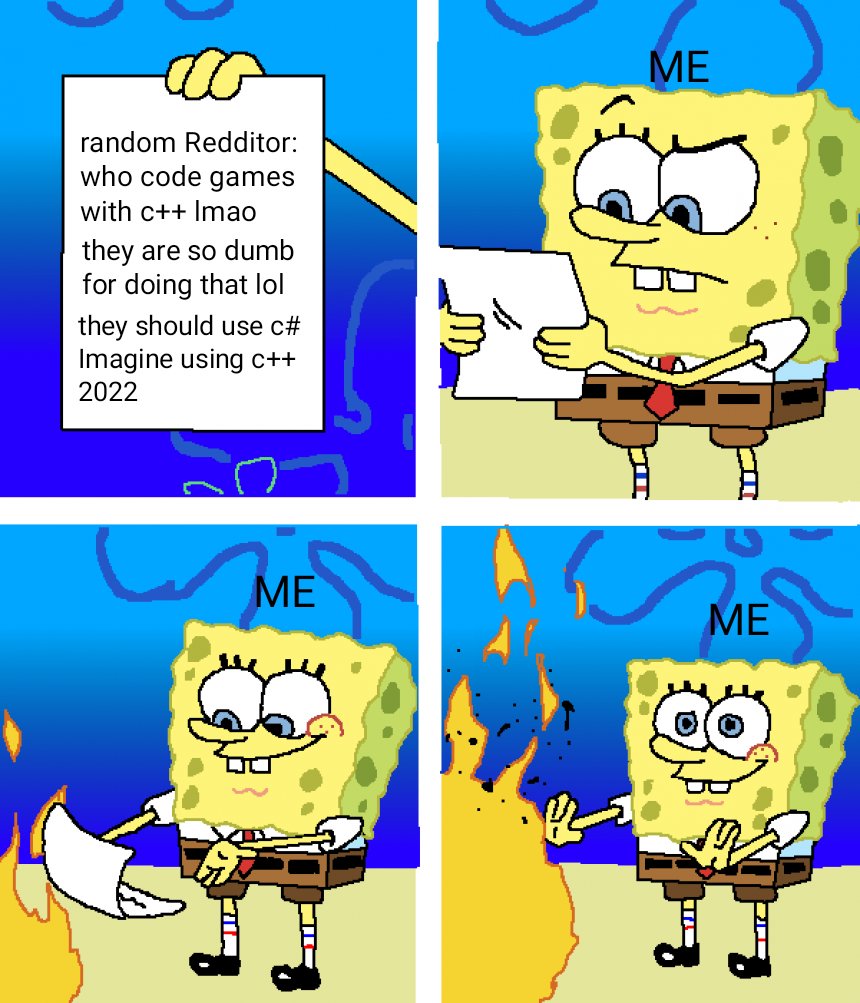 random Redditor:
who code games
with c++ lmao
they are so dumb
for doing that lol
they should use c#
Imagine using c++
2022
ME
ME
ME